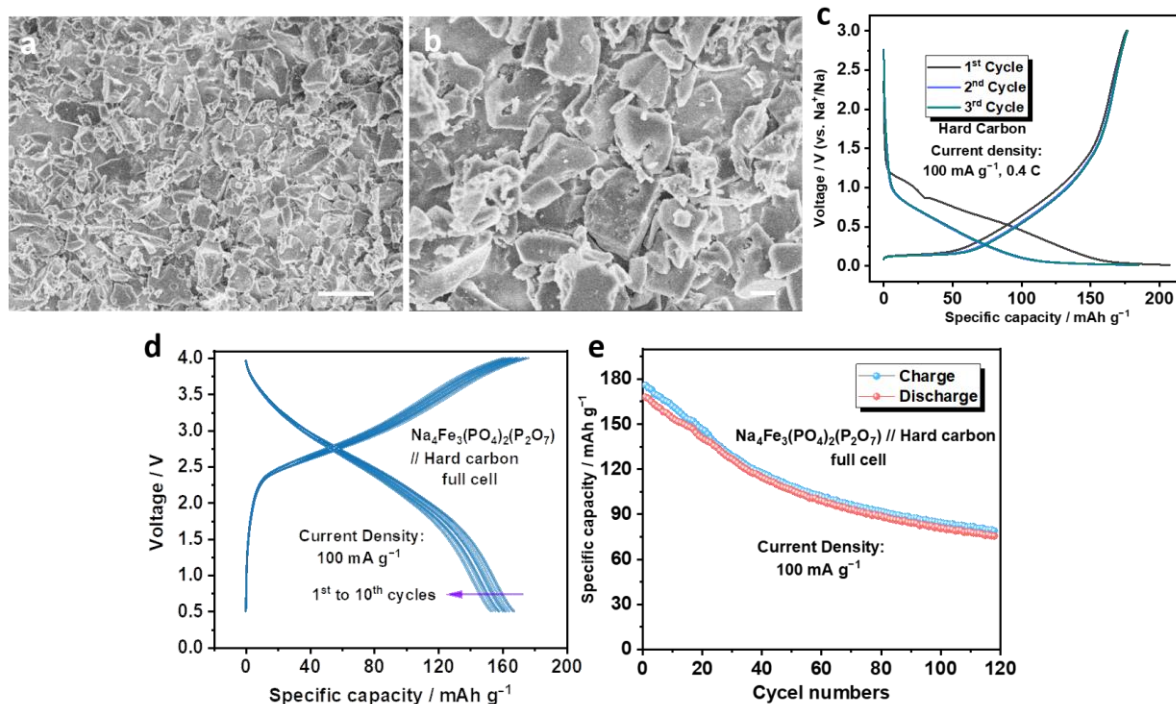 a
b
c
3.0
2.5
2.0
1.5
1.0
0.5
0.0
Voltage / V (vs. Na⁺/Na)
1ˢᵗ Cycle
2ⁿᵈ Cycle
3ʳᵈ Cycle
Hard Carbon
Current density:
100 mA g⁻¹, 0.4 C
0 50 100 150 200
Specific capacity / mAh g⁻¹
d
4.0
3.5
3.0
2.5
2.0
1.5
1.0
0.5
0.0
Voltage / V
Na₄Fe₃(PO₄)₂(P₂O₇)
// Hard carbon
full cell
Current Density:
100 mA g⁻¹
1ˢᵗ to 10ᵗʰ cycles
0 40 80 120 160 200
Specific capacity / mAh g⁻¹
e
180
150
120
90
60
30
0
Specific capacity / mAh g⁻¹
Charge
Discharge
Na₄Fe₃(PO₄)₂(P₂O₇) // Hard carbon
full cell
Current Density:
100 mA g⁻¹
0 20 40 60 80 100 120
Cycel numbers